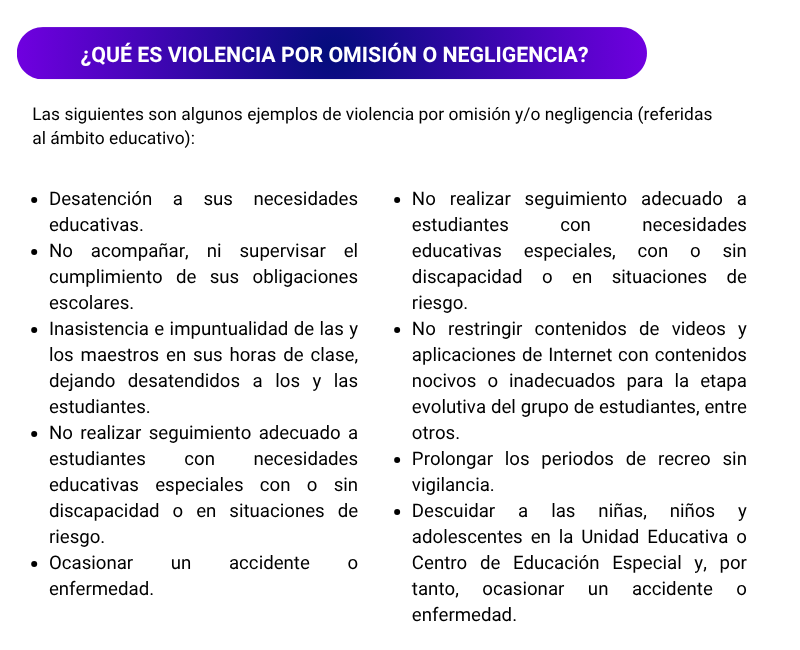 ¿QUÉ ES VIOLENCIA POR OMISIÓN O NEGLIGENCIA?
Las siguientes son algunos ejemplos de violencia por omisión y/o negligencia (referidas
al ámbito educativo):
• Desatención a sus necesidades
educativas.
• No acompañar, ni supervisar el
cumplimiento de sus obligaciones
escolares.
• Inasistencia e impuntualidad de las y
los maestros en sus horas de clase,
dejando desatendidos a los y las
estudiantes.
• No realizar seguimiento adecuado a
estudiantes con necesidades
educativas especiales con o sin
discapacidad o en situaciones de
riesgo.
• Ocasionar un accidente o
enfermedad.
• No realizar seguimiento adecuado a
estudiantes con necesidades
educativas especiales, con o sin
discapacidad o en situaciones de
riesgo.
• No restringir contenidos de videos y
aplicaciones de Internet con contenidos
nocivos o inadecuados para la etapa
evolutiva del grupo de estudiantes, entre
otros.
• Prolongar los periodos de recreo sin
vigilancia.
• Descuidar a las niñas, niños y
adolescentes en la Unidad Educativa o
Centro de Educación Especial y, por
tanto, ocasionar un accidente o
enfermedad.